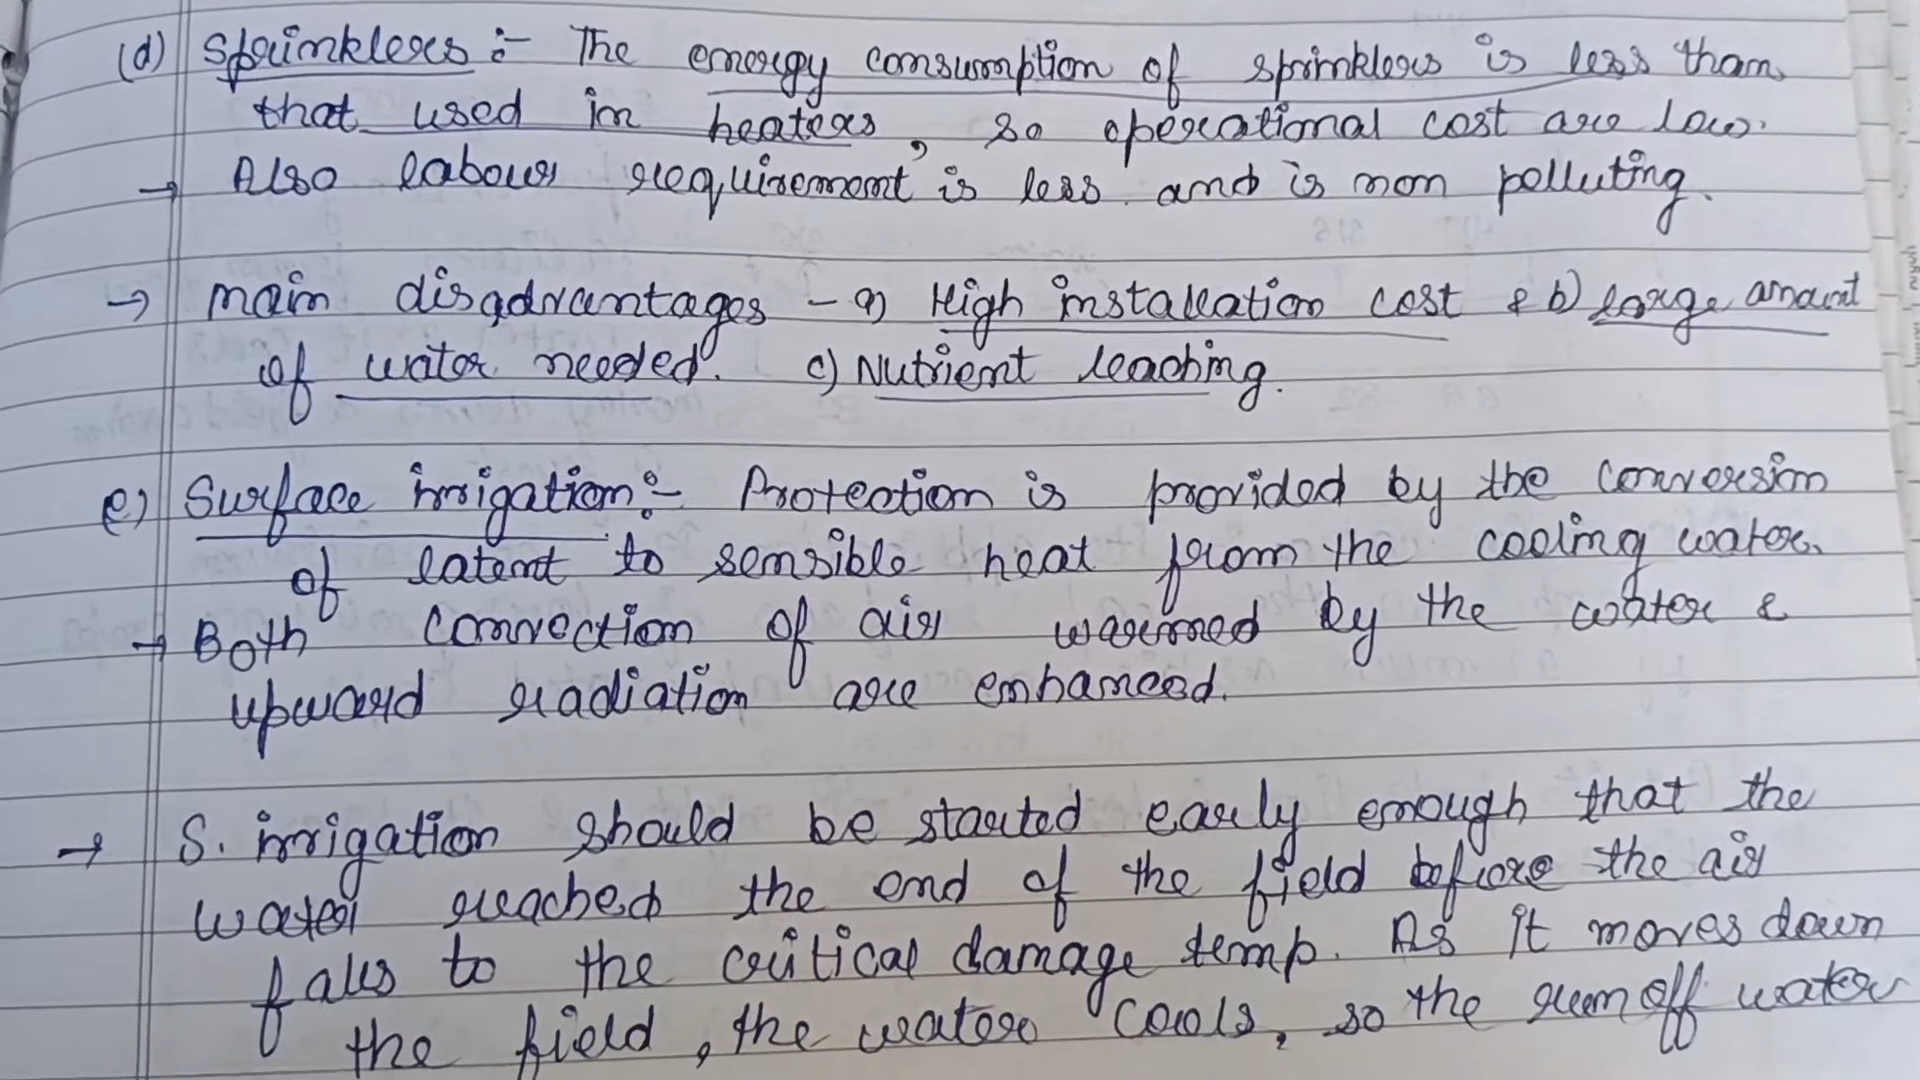 (d) Sprinklers :- The energy consumption of sprinklers is less than
that used in heaters, so operational cost are low.
→ Also labour requirement is less and is non polluting.
→ main disadvantages - a) High installation cost & b) large amount
of water needed. c) Nutrient leaching.
e) Surface irrigation :- Protection is provided by the conversion
of latent to sensible heat from the cooling water.
→ Both convection of air warmed by the water &
upward radiation are enhanced.
→ S. irrigation should be started early enough that the
water reached the end of the field before the air
falls to the critical damage temp. As it moves down
the field, the water cools, so the runoff water